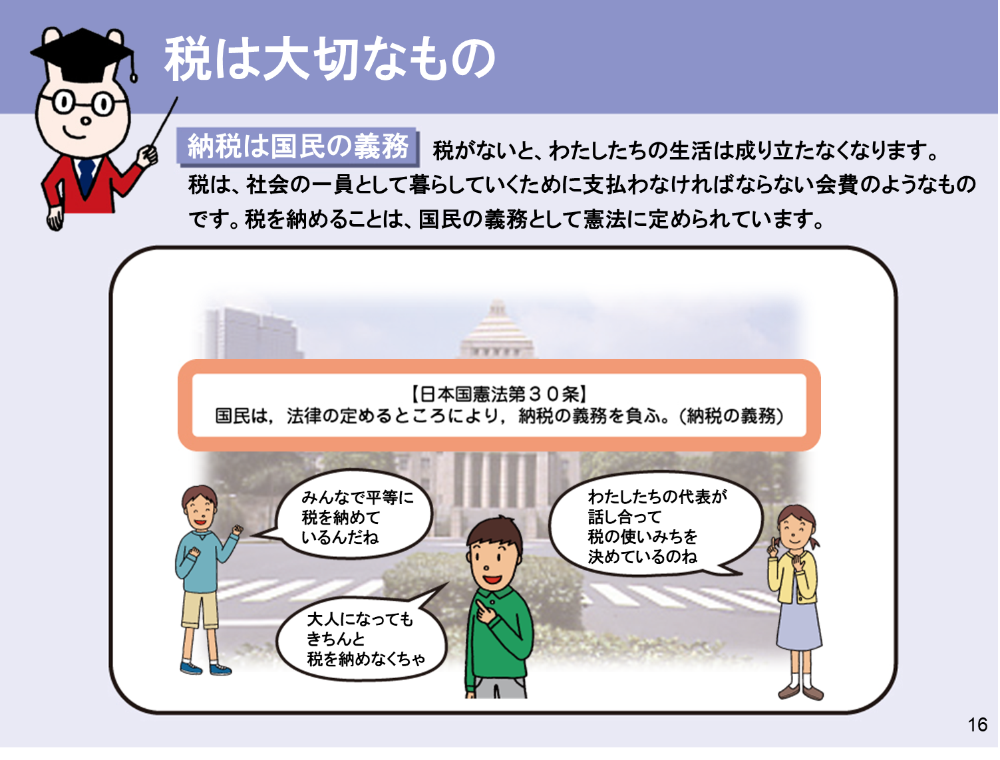 税は大切なもの
納税は国民の義務 税がないと、わたしたちの生活は成り立たなくなります。
税は、社会の一員として暮らしていくために支払わなければならない会費のようなもの
です。税を納めることは、国民の義務として憲法に定められています。
【日本国憲法第３０条】
国民は，法律の定めるところにより，納税の義務を負ふ。（納税の義務）
みんなで平等に
税を納めて
いるんだね
わたしたちの代表が
話し合って
税の使いみちを
決めているのね
大人になっても
きちんと
税を納めなくちゃ
16